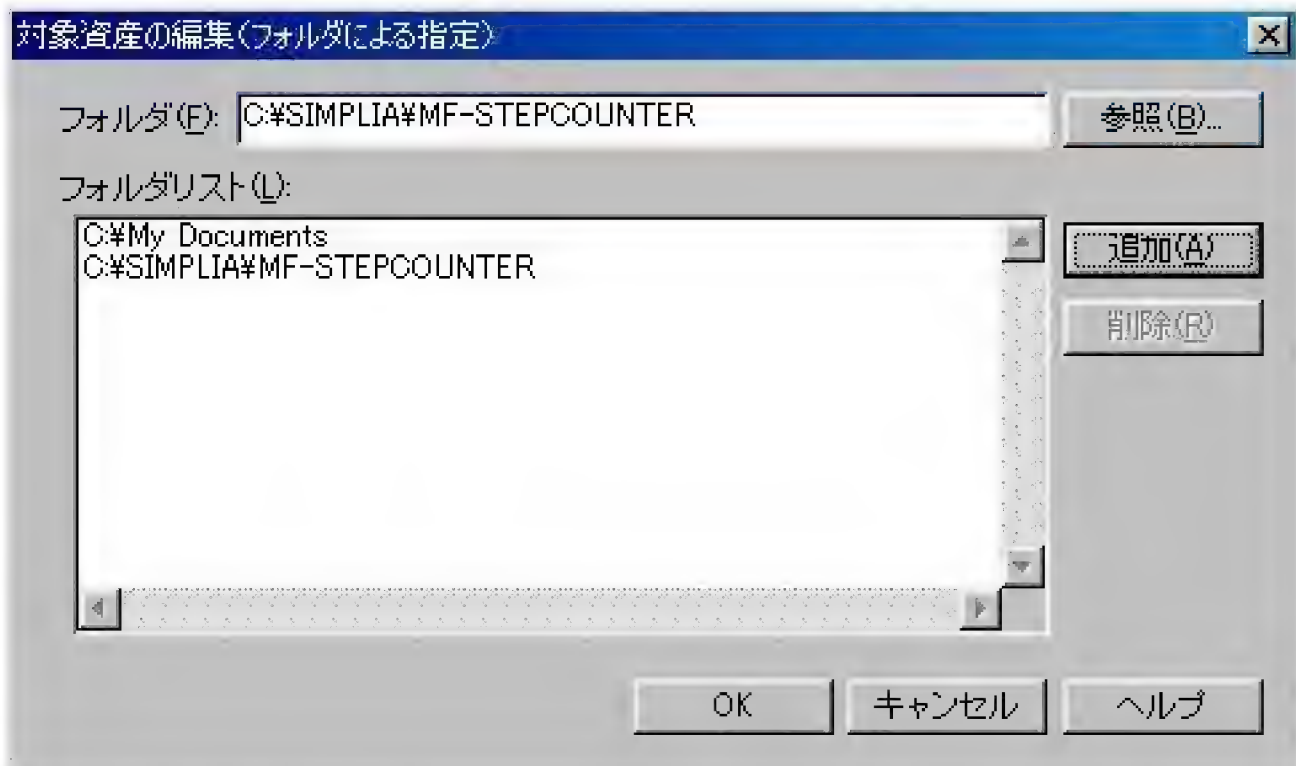 対象資産の編集(フォルダによる指定)
フォルダ(F): C:¥SIMPLIA¥MF-STEPCOUNTER 参照(B)...
フォルダリスト(L):
C:¥My Documents
C:¥SIMPLIA¥MF-STEPCOUNTER
追加(A)
削除(R)
OK キャンセル ヘルプ